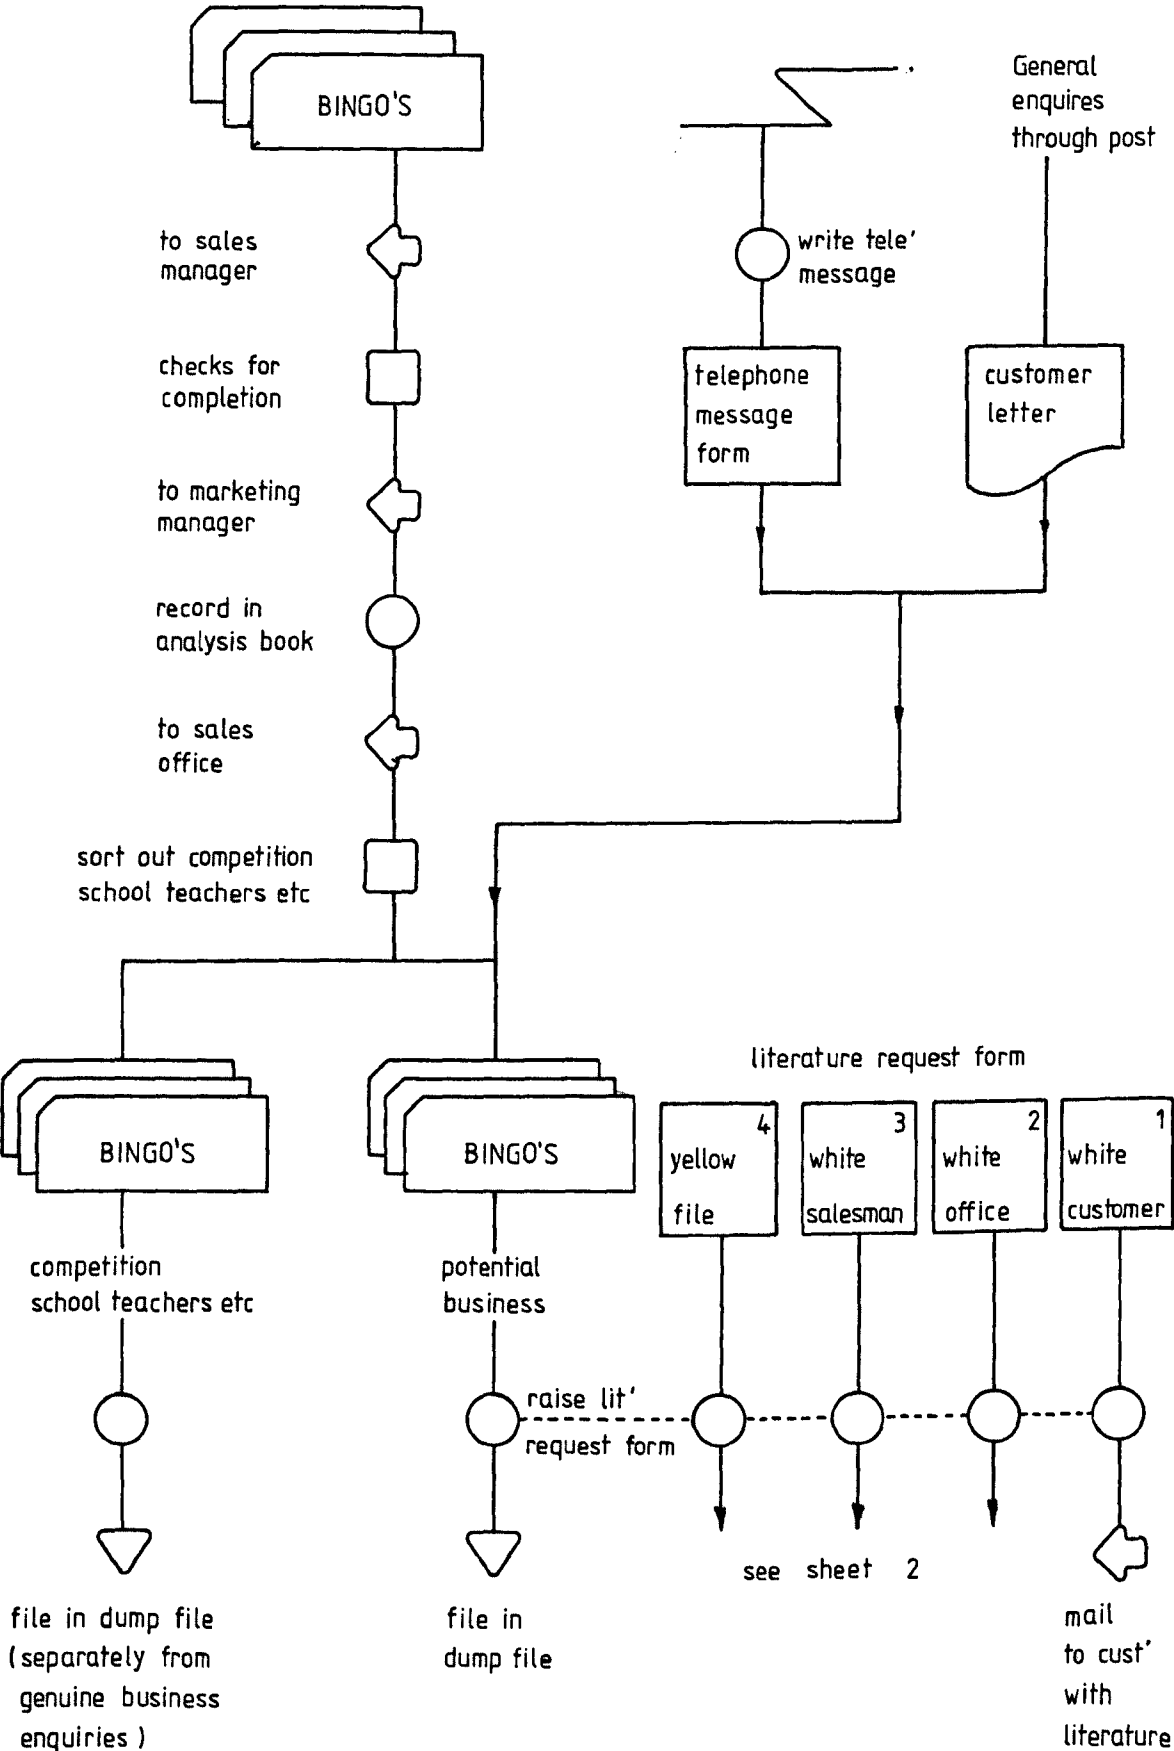 BINGO'S
General
enquires
through post
to sales
manager
write tele'
message
checks for
completion
telephone
message
form
customer
letter
to marketing
manager
record in
analysis book
to sales
office
sort out competition
school teachers etc
literature request form
BINGO'S
BINGO'S
4
yellow
file
3
white
salesman
2
white
office
1
white
customer
competition
school teachers etc
potential
business
raise lit'
request form
see sheet 2
file in dump file
(separately from
genuine business
enquiries)
file in
dump file
mail
to cust'
with
literature